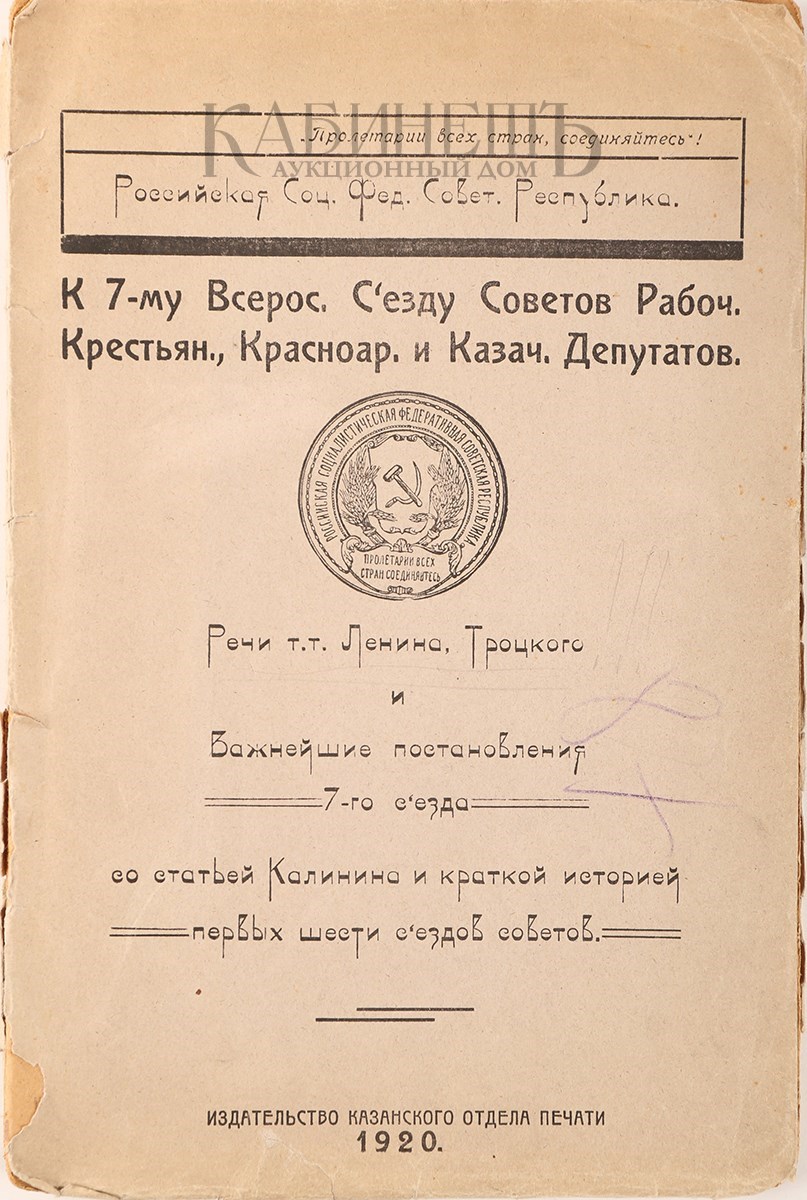 КАБИНЕТЪ
АУКЦИОННЫЙ ДОМ
„Пролетарии всех стран, соединяйтесь“!
Российская Соц. Фед. Совет. Республика.
К 7-му Всерос. С‘езду Советов Рабоч.
Крестьян., Красноар. и Казач. Депутатов.
РОССИЙСКАЯ СОЦИАЛИСТИЧЕСКАЯ ФЕДЕРАТИВНАЯ СОВЕТСКАЯ РЕСПУБЛИКА.
ПРОЛЕТАРИИ ВСЕХ
СТРАН СОЕДИНЯЙТЕСЬ
Речи т.т. Ленина, Троцкого
и
Важнейшие постановления
7-го с‘езда
со статьей Калинина и краткой историей
первых шести с‘ездов советов.
ИЗДАТЕЛЬСТВО КАЗАНСКОГО ОТДЕЛА ПЕЧАТИ
1920.